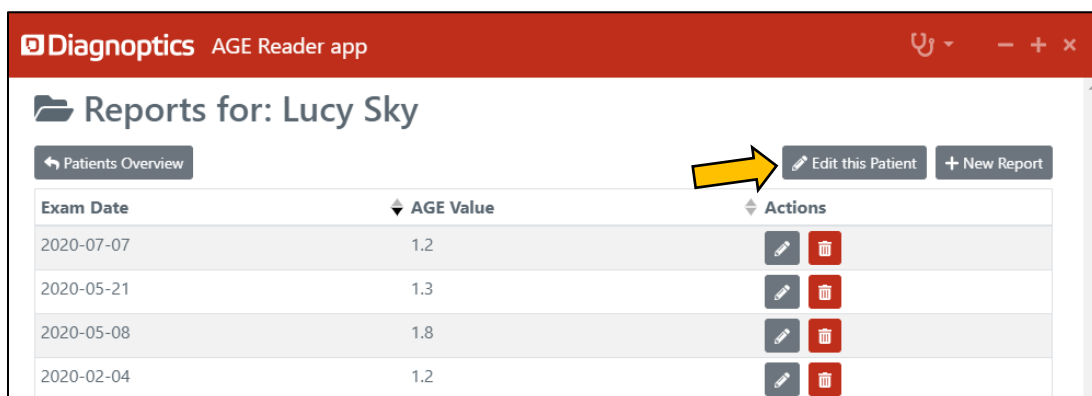 Diagnoptics AGE Reader app
Reports for: Lucy Sky
Patients Overview Edit this Patient + New Report
Exam Date AGE Value Actions
2020-07-07 1.2
2020-05-21 1.3
2020-05-08 1.8
2020-02-04 1.2